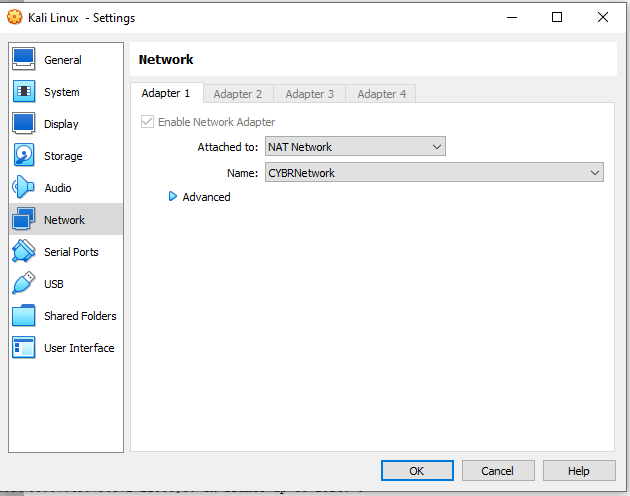 Kali Linux - Settings
General
System
Display
Storage
Audio
Network
Serial Ports
USB
Shared Folders
User Interface
Network
Adapter 1 Adapter 2 Adapter 3 Adapter 4
Enable Network Adapter
Attached to: NAT Network
Name: CYBRNetwork
Advanced
OK Cancel Help